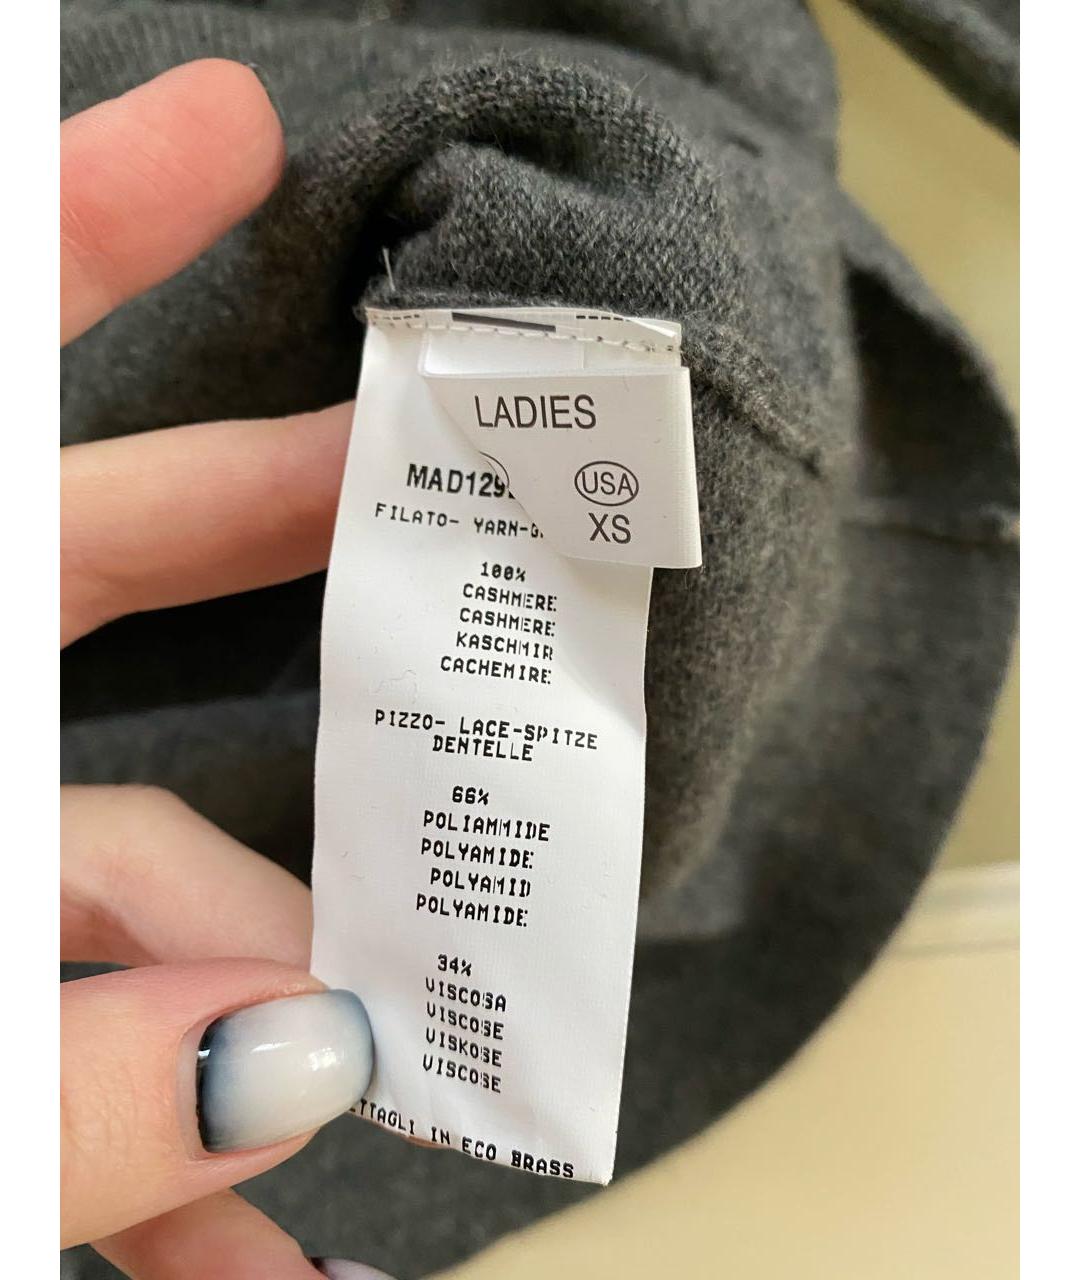 LADIES
USA
XS
MAD129
FILATO- YARN-G
100%
CASHMERE
CASHMERE
KASCHMIR
CACHEMIRE
PIZZO- LACE-SPITZE
DENTELLE
66%
POLIAMMIDE
POLYAMIDE
POLYAMID
POLYAMIDE
34%
VISCOSA
VISCOSE
VISKOSE
VISCOSE
ETTAGLI IN ECO BRASS